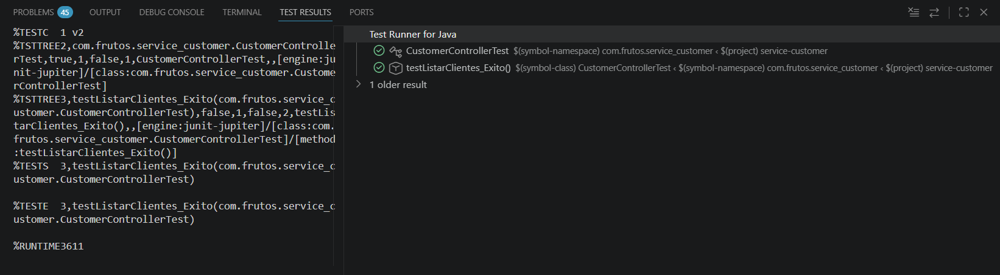 PROBLEMS 45 OUTPUT DEBUG CONSOLE TERMINAL TEST RESULTS PORTS
%TESTC  1 v2
%TSTTREE2,com.frutos.service_customer.CustomerControlle
rTest,true,1,false,1,CustomerControllerTest,,[engine:ju
nit-jupiter]/[class:com.frutos.service_customer.Custome
rControllerTest]
%TSTTREE3,testListarClientes_Exito(com.frutos.service_c
ustomer.CustomerControllerTest),false,1,false,2,testLis
tarClientes_Exito(),,[engine:junit-jupiter]/[class:com.
frutos.service_customer.CustomerControllerTest]/[method
:testListarClientes_Exito()]
%TESTS  3,testListarClientes_Exito(com.frutos.service_c
ustomer.CustomerControllerTest)
%TESTE  3,testListarClientes_Exito(com.frutos.service_c
ustomer.CustomerControllerTest)
%RUNTIME3611
Test Runner for Java
CustomerControllerTest $(symbol-namespace) com.frutos.service_customer < $(project) service-customer
testListarClientes_Exito() $(symbol-class) CustomerControllerTest < $(symbol-namespace) com.frutos.service_customer < $(project) service-customer
1 older result